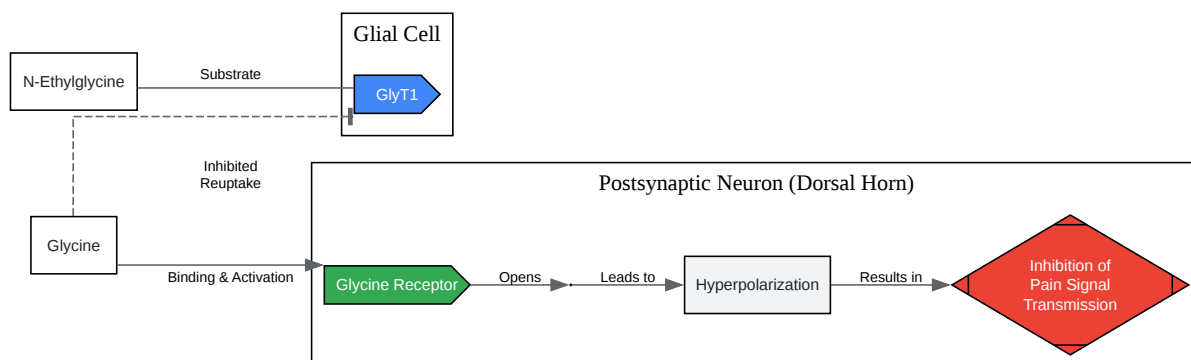 Glial Cell
N-Ethylglycine
Substrate
GlyT1
Inhibited
Reuptake
Postsynaptic Neuron (Dorsal Horn)
Glycine
Binding & Activation
Glycine Receptor
Opens
Leads to
Hyperpolarization
Results in
Inhibition of
Pain Signal
Transmission